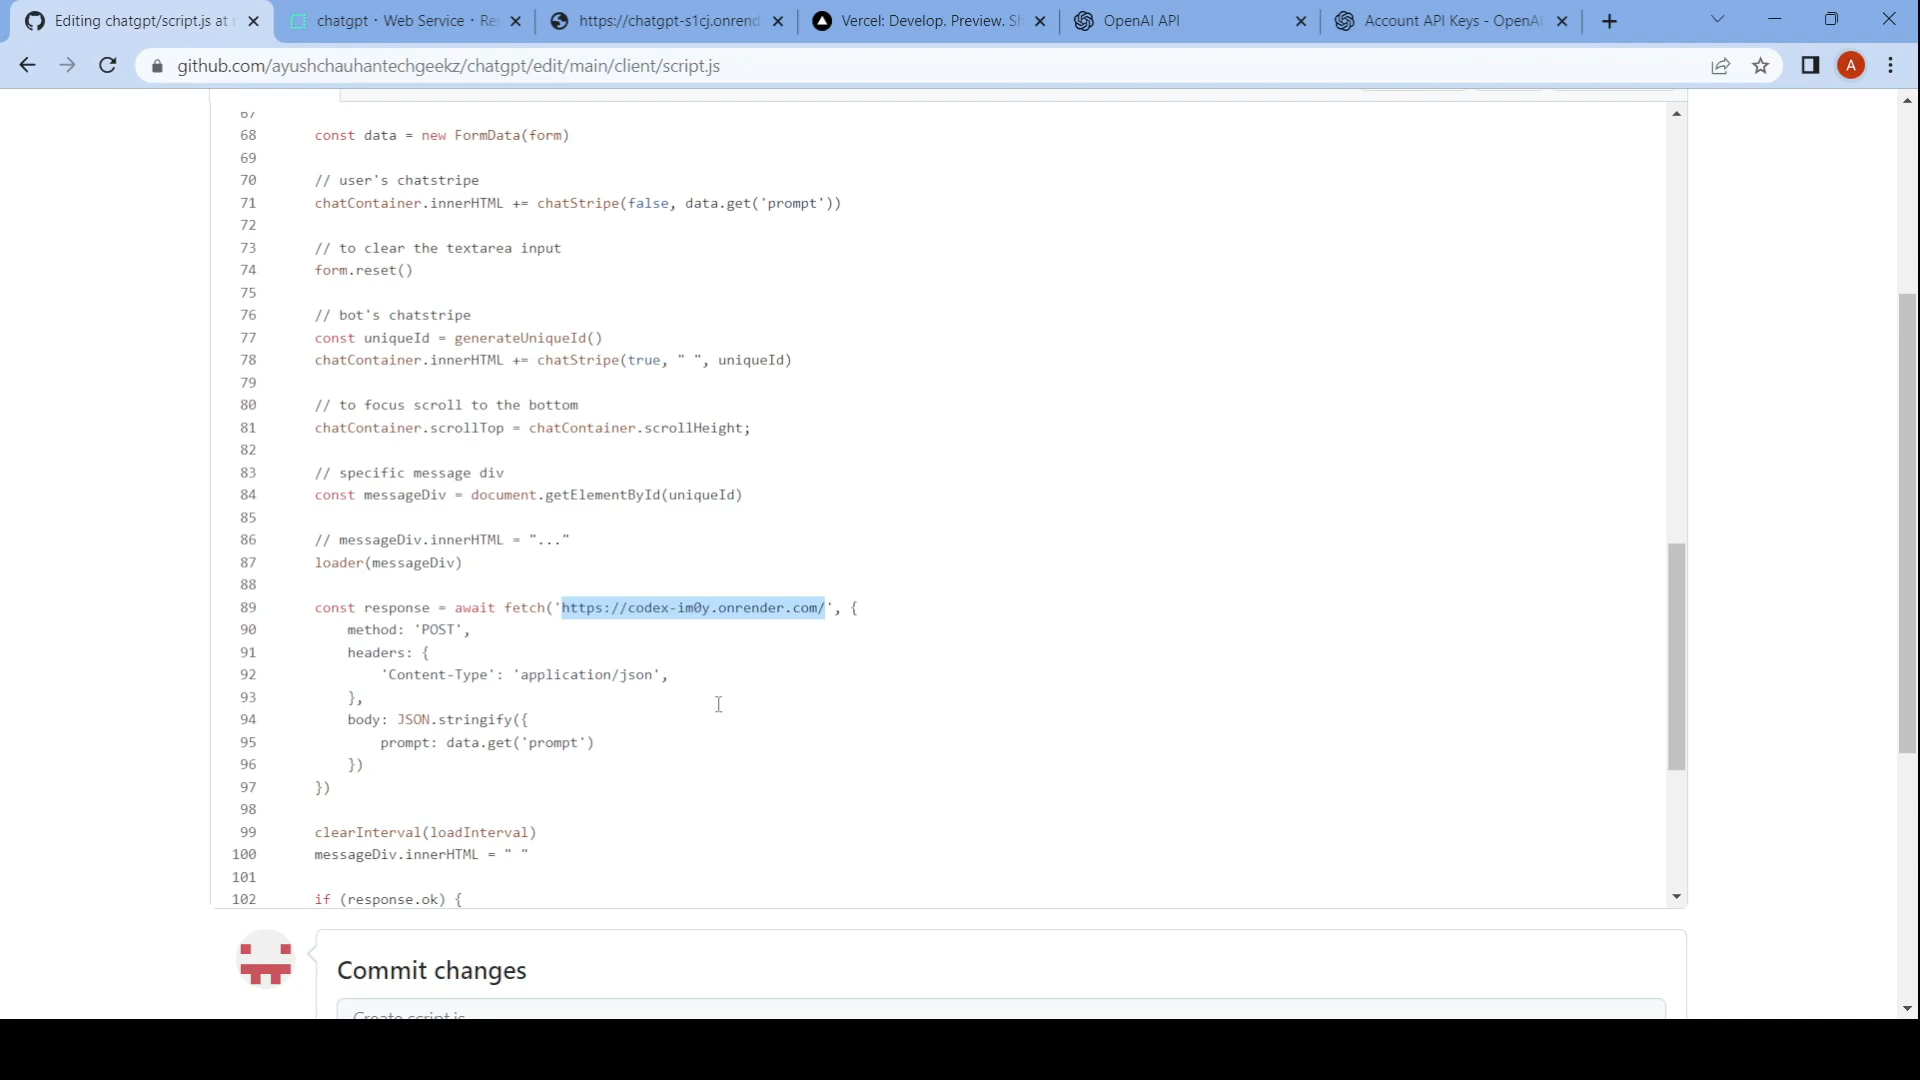 Editing chatgpt/script.js at r
chatgpt · Web Service · Re
https://chatgpt-s1cj.onrend
Vercel: Develop. Preview. Sh
OpenAI API
Account API Keys - OpenAI
github.com/ayushchauhantechgeekz/chatgpt/edit/main/client/script.js
A
67
68 const data = new FormData(form)
69
70 // user's chatstripe
71 chatContainer.innerHTML += chatStripe(false, data.get('prompt'))
72
73 // to clear the textarea input
74 form.reset()
75
76 // bot's chatstripe
77 const uniqueId = generateUniqueId()
78 chatContainer.innerHTML += chatStripe(true, " ", uniqueId)
79
80 // to focus scroll to the bottom
81 chatContainer.scrollTop = chatContainer.scrollHeight;
82
83 // specific message div
84 const messageDiv = document.getElementById(uniqueId)
85
86 // messageDiv.innerHTML = "..."
87 loader(messageDiv)
88
89 const response = await fetch('https://codex-im0y.onrender.com/', {
90 method: 'POST',
91 headers: {
92 'Content-Type': 'application/json',
93 },
94 body: JSON.stringify({
95 prompt: data.get('prompt')
96 })
97 })
98
99 clearInterval(loadInterval)
100 messageDiv.innerHTML = " "
101
102 if (response.ok) {
Commit changes
Create script.js